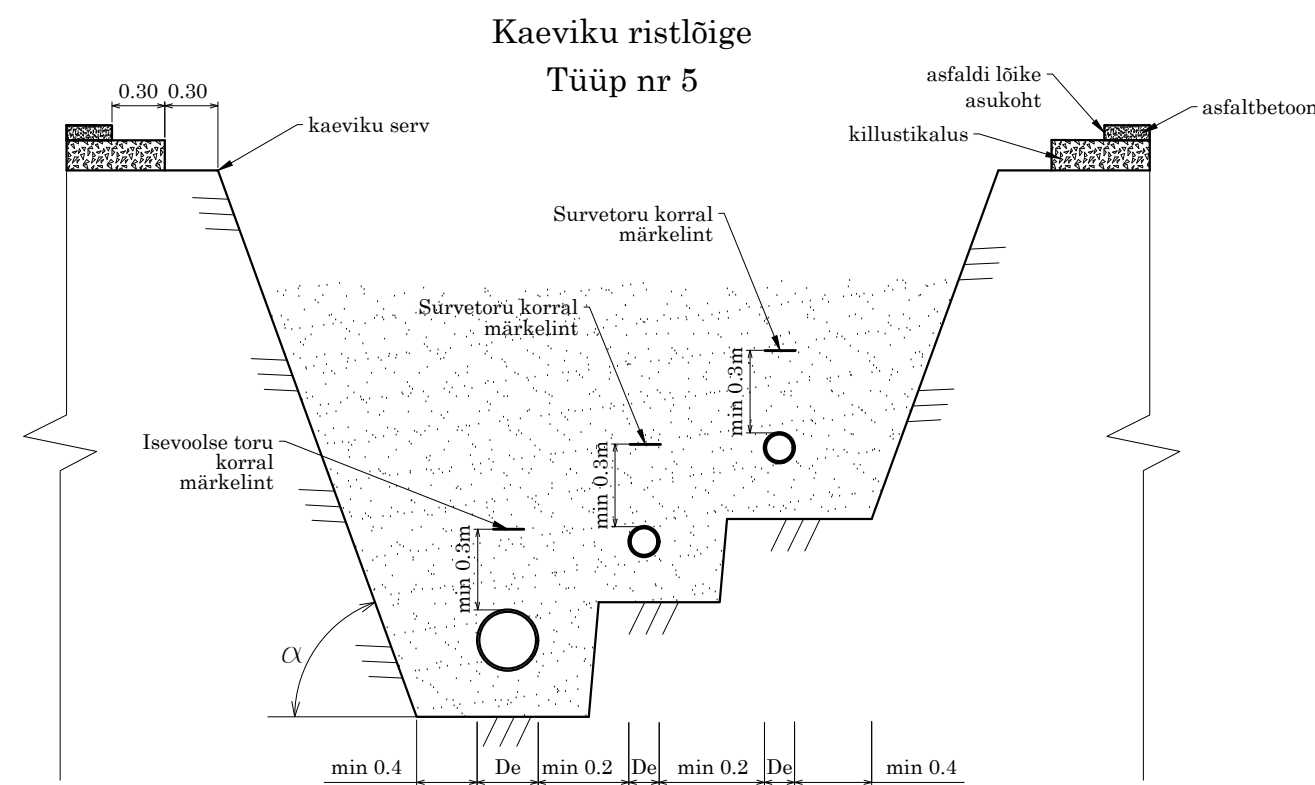 Kaeviku ristlõige
Tüüp nr 5
0.30 0.30
kaeviku serv
asfaldi lõike
asukoht
asfaltbetoon
killustikalus
Survetoru korral
märkelint
Survetoru korral
märkelint
min 0.3m
Isevoolse toru
korral
märkelint
min 0.3m
min 0.3m
α
min 0.4 De min 0.2 De min 0.2 De min 0.4